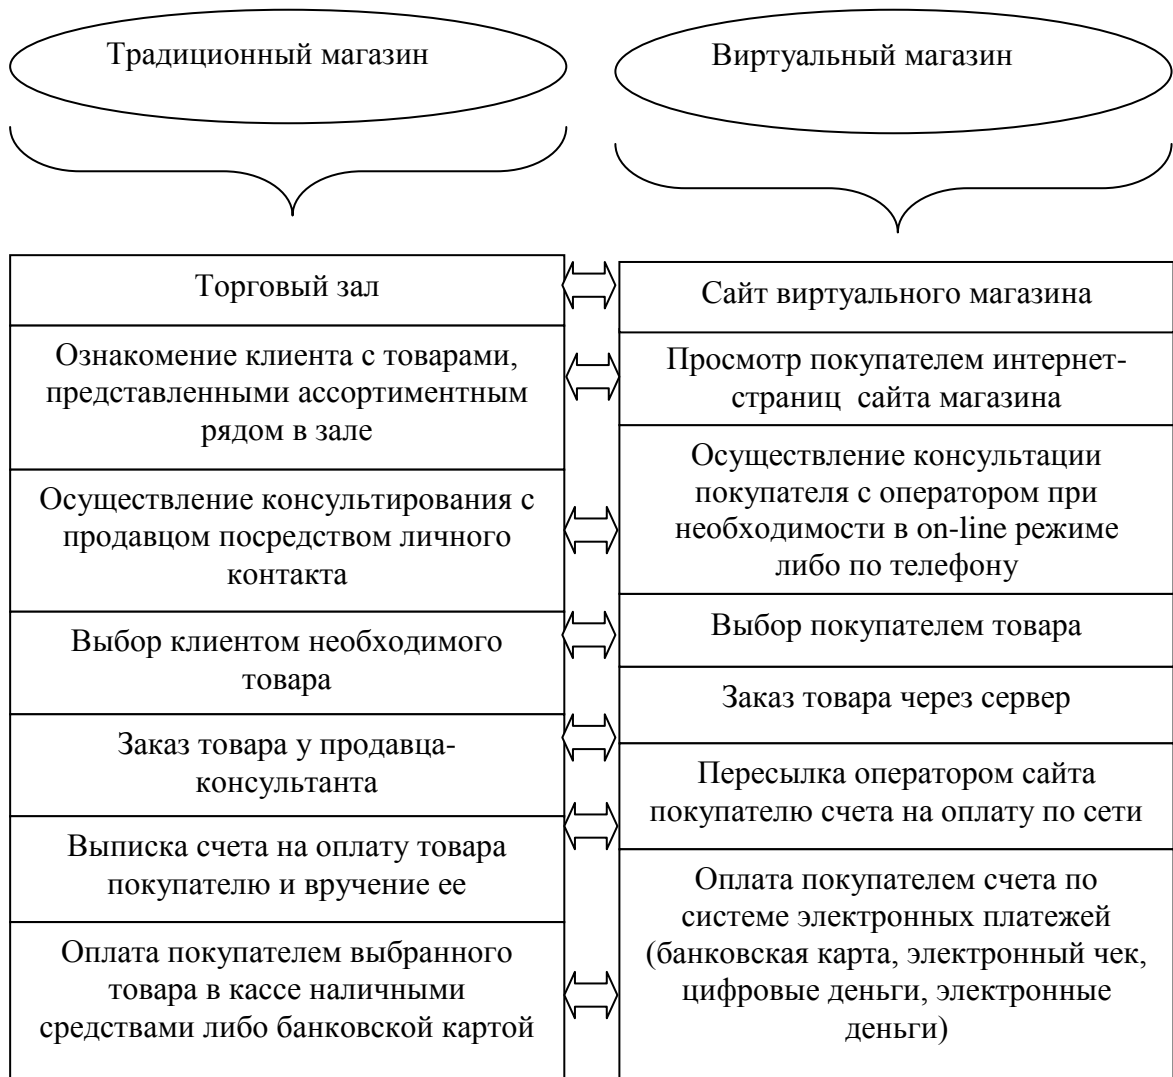 Традиционный магазин
Виртуальный магазин
Торговый зал
Ознакомение клиента с товарами,
представленными ассортиментным
рядом в зале
Осуществление консультирования с
продавцом посредством личного
контакта
Выбор клиентом необходимого
товара
Заказ товара у продавца-
консультанта
Выписка счета на оплату товара
покупателю и вручение ее
Оплата покупателем выбранного
товара в кассе наличными
средствами либо банковской картой
Сайт виртуального магазина
Просмотр покупателем интернет-
страниц сайта магазина
Осуществление консультации
покупателя с оператором при
необходимости в on-line режиме
либо по телефону
Выбор покупателем товара
Заказ товара через сервер
Пересылка оператором сайта
покупателю счета на оплату по сети
Оплата покупателем счета по
системе электронных платежей
(банковская карта, электронный чек,
цифровые деньги, электронные
деньги)